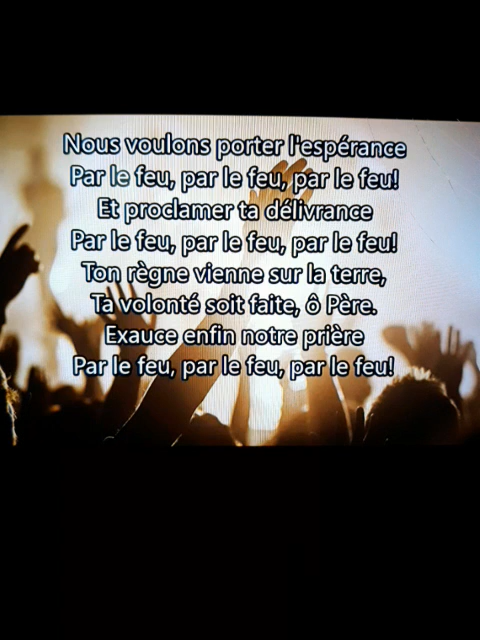 Nous voulons porter l'espérance
Par le feu, par le feu, par le feu!
Et proclamer ta délivrance
Par le feu, par le feu, par le feu!
Ton règne vienne sur la terre,
Ta volonté soit faite, ô Père.
Exauce enfin notre prière
Par le feu, par le feu, par le feu!